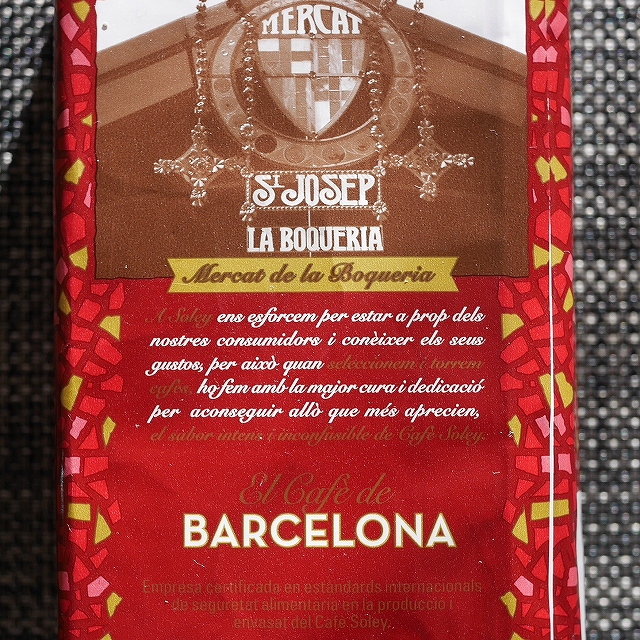 MERCAT
ST JOSEP
LA BOQUERIA
Mercat de la Boqueria
A Soley ens esforcem per estar a prop dels
nostres consumidors i conèixer els seus
gustos, per això quan seleccionem i torrem
cafès, ho fem amb la major cura i dedicació
per aconseguir allò que més aprecien,
el sabor intens i inconfusible de Cafè Soley.
El Cafè de
BARCELONA
Empresa certificada en estàndards internacionals
de seguretat alimentaria en la producció i
envasat del Cafè Soley.